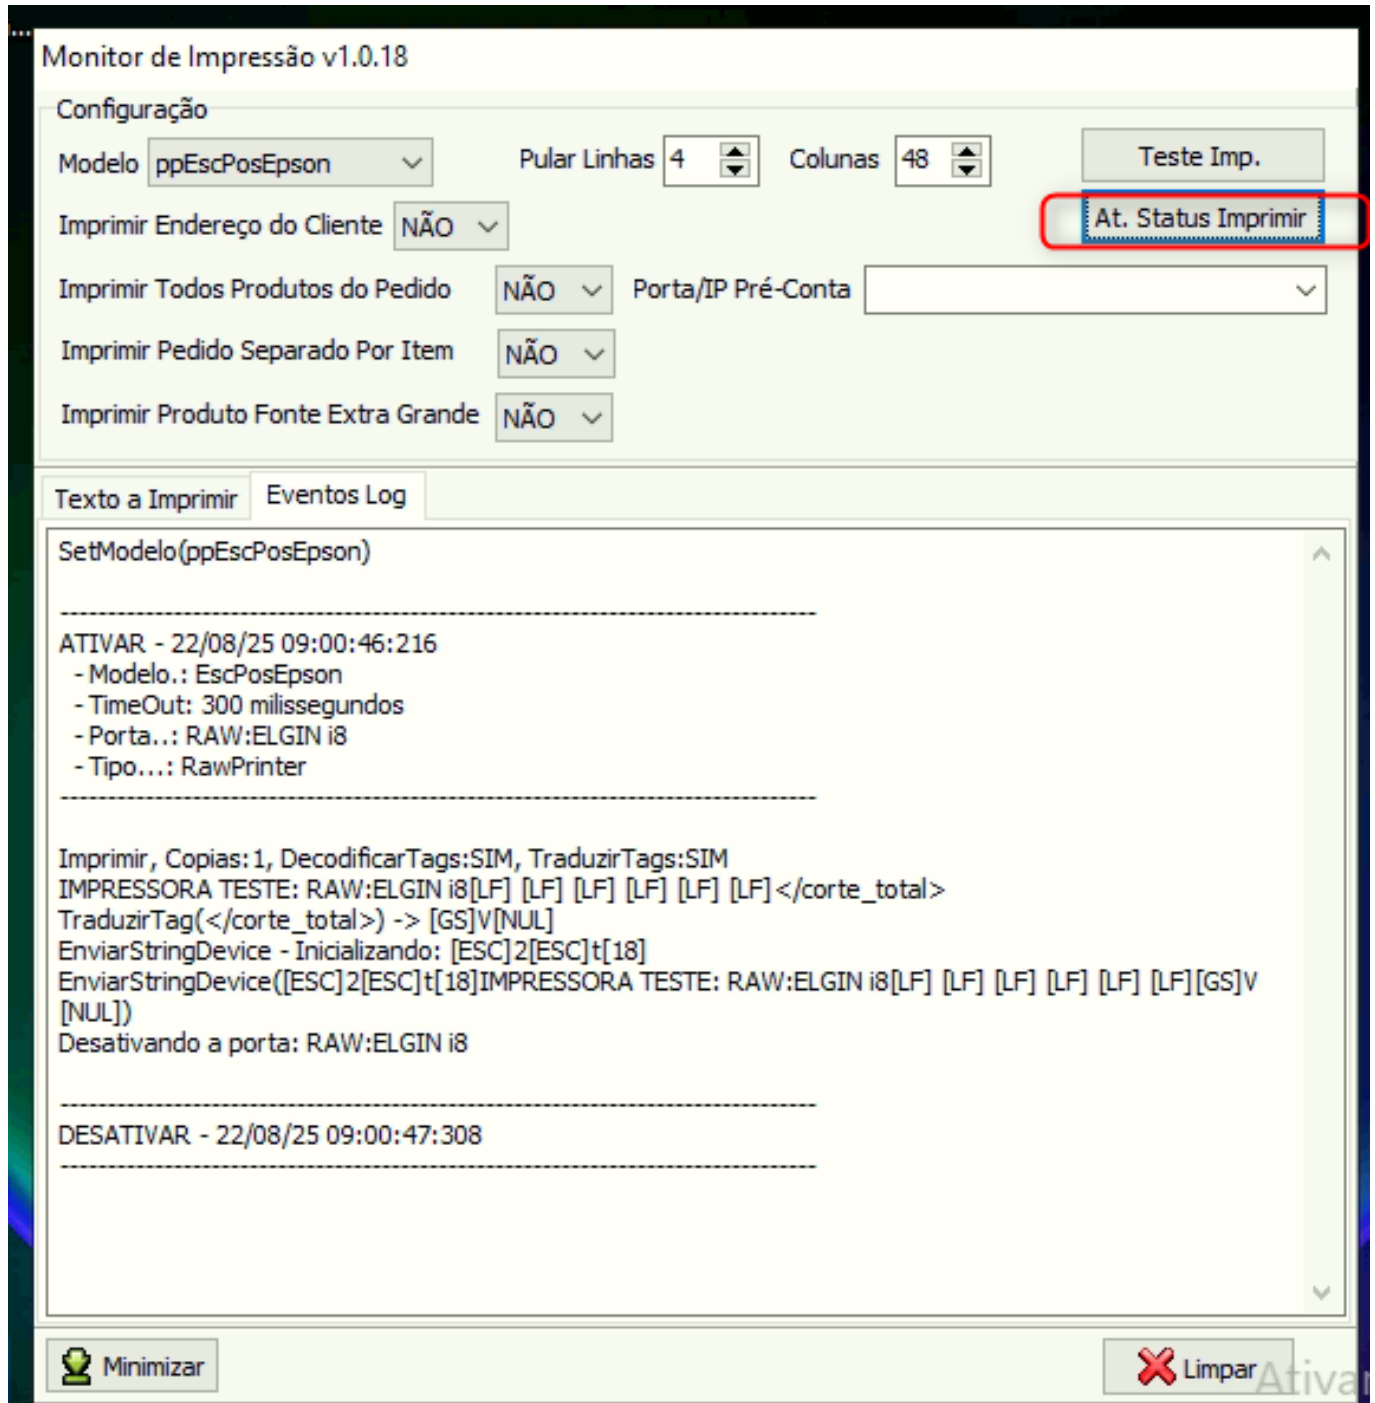 Monitor de Impressão v1.0.18
Configuração
Modelo ppEscPosEpson Pular Linhas 4 Colunas 48 Teste Imp.
Imprimir Endereço do Cliente NÃO At. Status Imprimir
Imprimir Todos Produtos do Pedido NÃO Porta/IP Pré-Conta
Imprimir Pedido Separado Por Item NÃO
Imprimir Produto Fonte Extra Grande NÃO
Texto a Imprimir Eventos Log
SetModelo(ppEscPosEpson)
--------------------------------------------------------------------------------
ATIVAR - 22/08/25 09:00:46:216
- Modelo.: EscPosEpson
- TimeOut: 300 milissegundos
- Porta..: RAW:ELGIN i8
- Tipo...: RawPrinter
--------------------------------------------------------------------------------
Imprimir, Copias:1, DecodificarTags:SIM, TraduzirTags:SIM
IMPRESSORA TESTE: RAW:ELGIN i8[LF] [LF] [LF] [LF] [LF] [LF]</corte_total>
TraduzirTag(</corte_total>) -> [GS]V[NUL]
EnviarStringDevice - Inicializando: [ESC]2[ESC]t[18]
EnviarStringDevice([ESC]2[ESC]t[18]IMPRESSORA TESTE: RAW:ELGIN i8[LF] [LF] [LF] [LF] [LF] [LF][GS]V
[NUL])
Desativando a porta: RAW:ELGIN i8
--------------------------------------------------------------------------------
DESATIVAR - 22/08/25 09:00:47:308
--------------------------------------------------------------------------------
Minimizar Limpar
Ativar